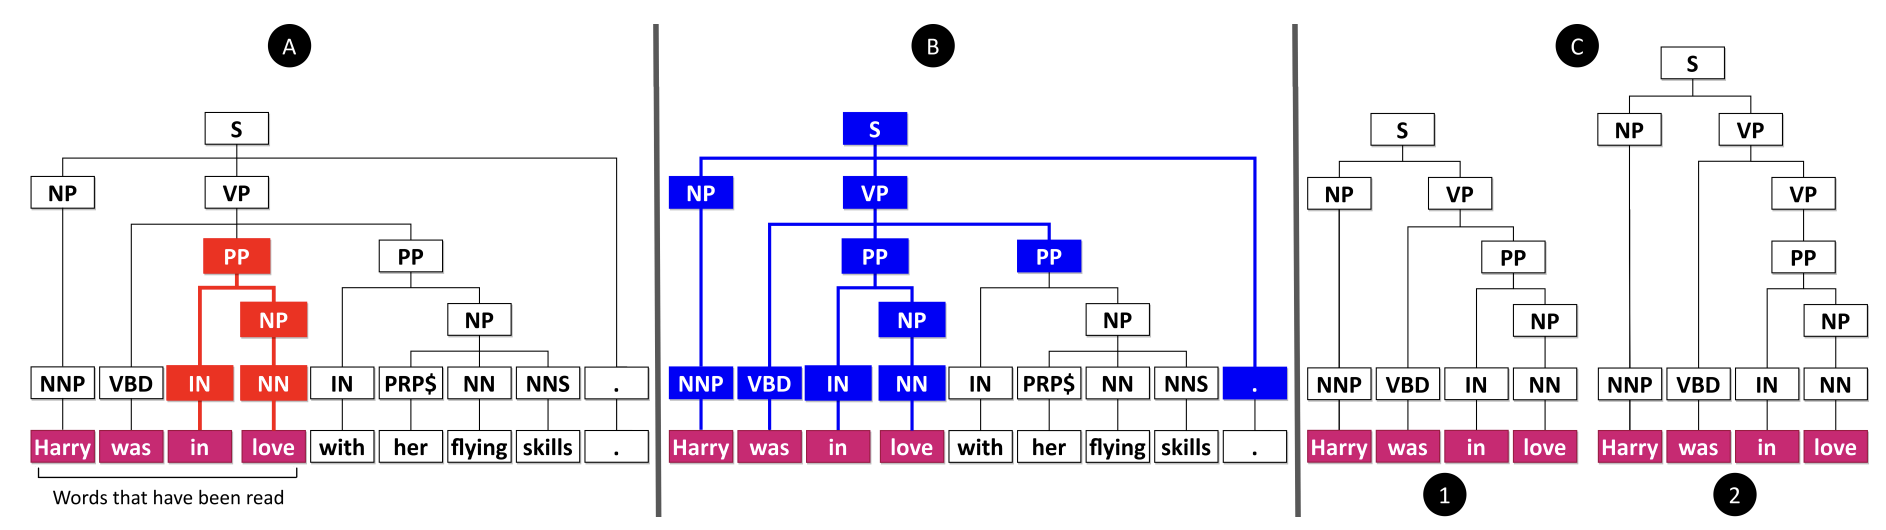 A
S
NP VP
PP PP
NP NP
NNP VBD IN NN IN PRP$ NN NNS .
Harry was in love with her flying skills .
Words that have been read
B
S
NP VP
PP PP
NP NP
NNP VBD IN NN IN PRP$ NN NNS .
Harry was in love with her flying skills .
C
S
NP VP
PP
NP
NNP VBD IN NN
Harry was in love
1
S
NP VP
VP
PP
NP
NNP VBD IN NN
Harry was in love
2